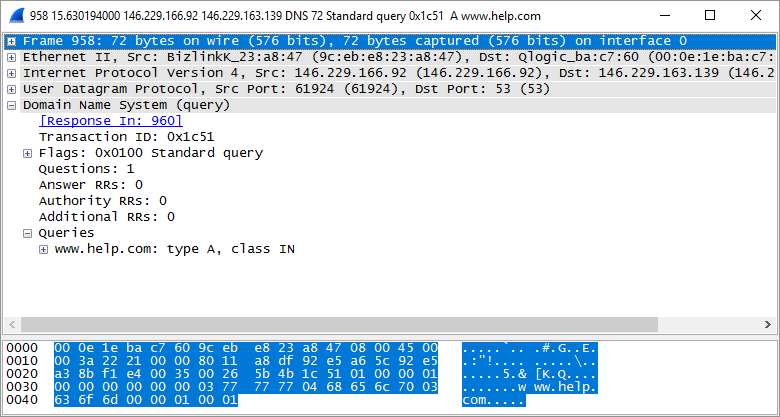 958 15.630194000 146.229.166.92 146.229.163.139 DNS 72 Standard query 0x1c51  A www.help.com
Frame 958: 72 bytes on wire (576 bits), 72 bytes captured (576 bits) on interface 0
Ethernet II, Src: BizlinkK_23:a8:47 (9c:eb:e8:23:a8:47), Dst: Qlogic_ba:c7:60 (00:0e:1e:ba:c7:
Internet Protocol Version 4, Src: 146.229.166.92 (146.229.166.92), Dst: 146.229.163.139 (146.2
User Datagram Protocol, Src Port: 61924 (61924), Dst Port: 53 (53)
Domain Name System (query)
[Response In: 960]
Transaction ID: 0x1c51
Flags: 0x0100 Standard query
Questions: 1
Answer RRs: 0
Authority RRs: 0
Additional RRs: 0
Queries
www.help.com: type A, class IN
0000 00 0e 1e ba c7 60 9c eb e8 23 a8 47 08 00 45 00 .....`.. .#.G..E.
0010 00 3a 22 21 00 00 80 11 a8 df 92 e5 a6 5c 92 e5 .:"!.... .....\..
0020 a3 8b f1 e4 00 35 00 26 5b 4b 1c 51 01 00 00 01 .....5.& [K.Q....
0030 00 00 00 00 00 00 03 77 77 77 04 68 65 6c 70 03 .......w ww.help.
0040 63 6f 6d 00 00 01 00 01 com.....